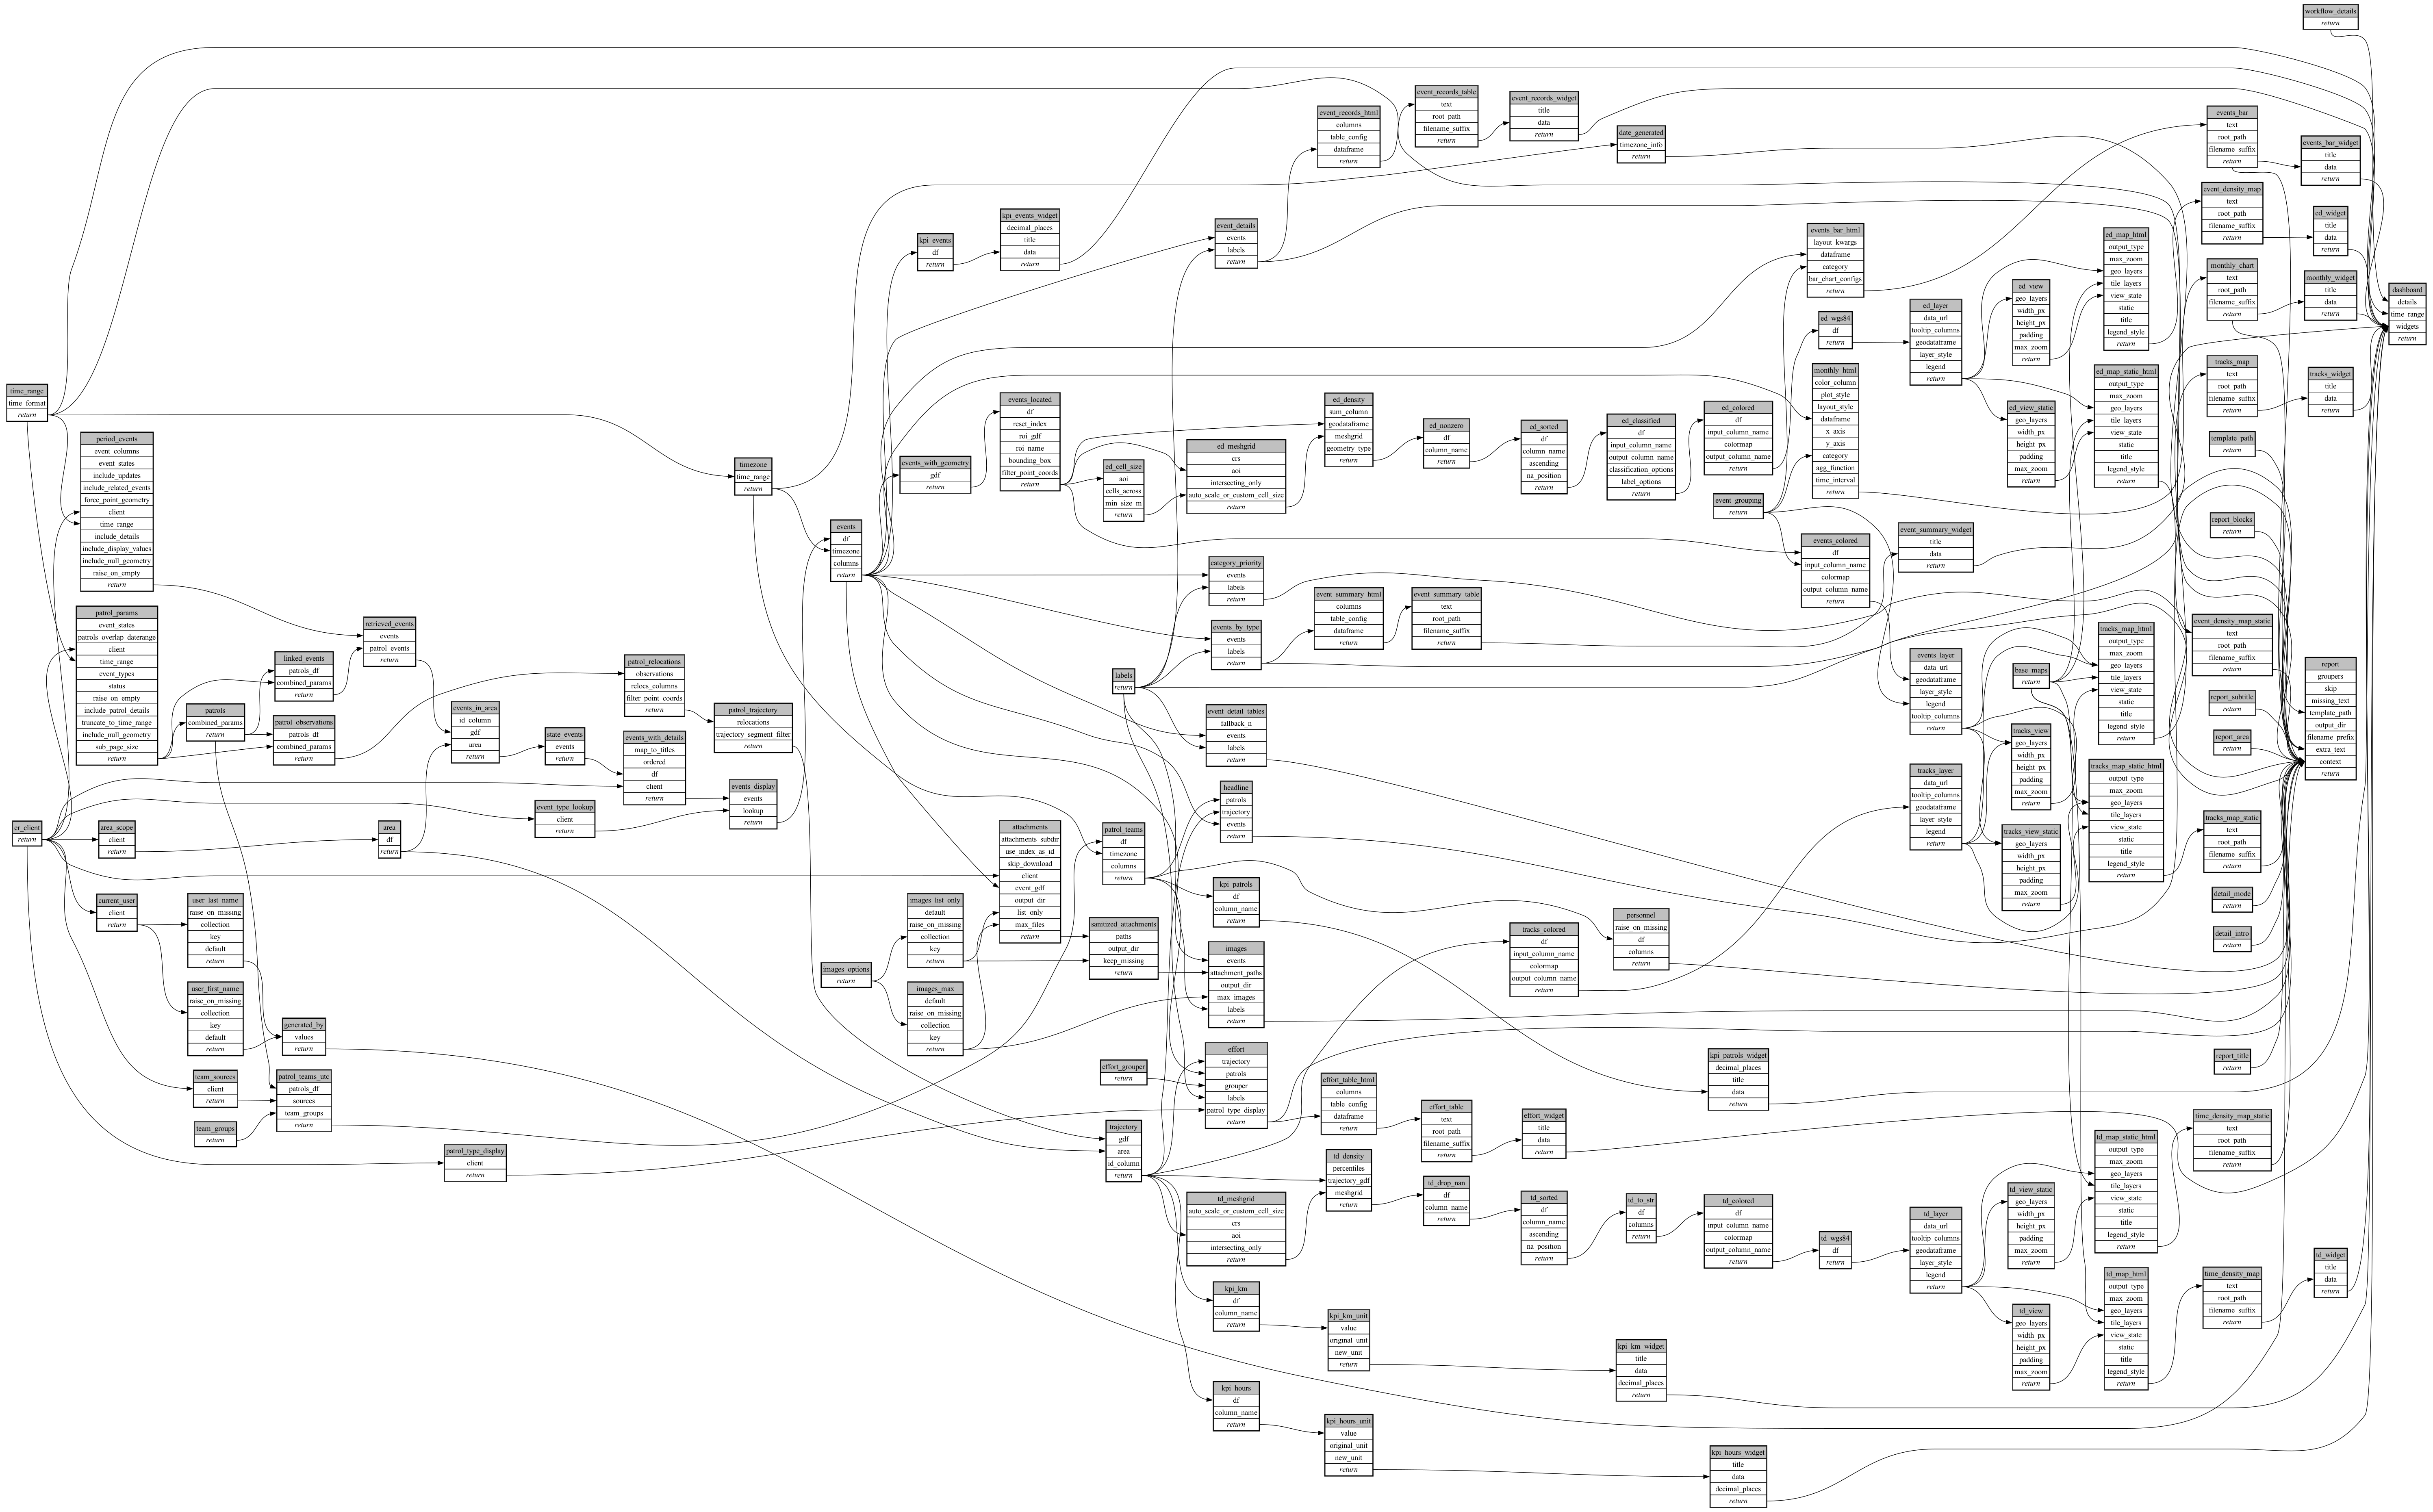 workflow_details
return
time_range
time_format
return
period_events
event_columns
event_states
include_updates
include_related_events
force_point_geometry
client
time_range
include_details
include_display_values
include_null_geometry
raise_on_empty
return
patrol_params
event_states
patrols_overlap_daterange
client
time_range
event_types
status
raise_on_empty
include_patrol_details
truncate_to_time_range
include_null_geometry
sub_page_size
return
er_client
return
area_scope
client
return
current_user
client
return
patrols
combined_params
return
user_last_name
raise_on_missing
collection
key
default
return
user_first_name
raise_on_missing
collection
key
default
return
team_sources
client
return
team_groups
return
linked_events
patrols_df
combined_params
return
patrol_observations
patrols_df
combined_params
return
generated_by
values
return
patrol_teams_utc
patrols_df
sources
team_groups
return
retrieved_events
events
patrol_events
return
area
df
return
events_in_area
id_column
gdf
area
return
patrol_type_display
client
return
state_events
events
return
event_type_lookup
client
return
patrol_relocations
observations
relocs_columns
filter_point_coords
return
events_with_details
map_to_titles
ordered
df
client
return
patrol_trajectory
relocations
trajectory_segment_filter
return
events_display
events
lookup
return
timezone
time_range
return
events
df
timezone
columns
return
images_options
return
kpi_events
df
return
events_with_geometry
gdf
return
images_list_only
default
raise_on_missing
collection
key
return
images_max
default
raise_on_missing
collection
key
return
kpi_events_widget
decimal_places
title
data
return
events_located
df
reset_index
roi_gdf
roi_name
bounding_box
filter_point_coords
return
attachments
attachments_subdir
use_index_as_id
skip_download
client
event_gdf
output_dir
list_only
max_files
return
ed_cell_size
aoi
cells_across
min_size_m
return
labels
return
patrol_teams
df
timezone
columns
return
sanitized_attachments
paths
output_dir
keep_missing
return
effort_grouper
return
trajectory
gdf
area
id_column
return
event_details
events
labels
return
ed_meshgrid
crs
aoi
intersecting_only
auto_scale_or_custom_cell_size
return
category_priority
events
labels
return
events_by_type
events
labels
return
event_detail_tables
fallback_n
events
labels
return
headline
patrols
trajectory
events
return
kpi_patrols
df
column_name
return
images
events
attachment_paths
output_dir
max_images
labels
return
effort
trajectory
patrols
grouper
labels
patrol_type_display
return
td_meshgrid
auto_scale_or_custom_cell_size
crs
aoi
intersecting_only
return
kpi_km
df
column_name
return
kpi_hours
df
column_name
return
event_records_html
columns
table_config
dataframe
return
ed_density
sum_column
geodataframe
meshgrid
geometry_type
return
event_summary_html
columns
table_config
dataframe
return
effort_table_html
columns
table_config
dataframe
return
td_density
percentiles
trajectory_gdf
meshgrid
return
kpi_km_unit
value
original_unit
new_unit
return
kpi_hours_unit
value
original_unit
new_unit
return
event_records_table
text
root_path
filename_suffix
return
ed_nonzero
df
column_name
return
event_summary_table
text
root_path
filename_suffix
return
effort_table
text
root_path
filename_suffix
return
td_drop_nan
df
column_name
return
event_records_widget
title
data
return
ed_sorted
df
column_name
ascending
na_position
return
tracks_colored
df
input_column_name
colormap
output_column_name
return
effort_widget
title
data
return
td_sorted
df
column_name
ascending
na_position
return
date_generated
timezone_info
return
ed_classified
df
input_column_name
output_column_name
classification_options
label_options
return
personnel
raise_on_missing
df
columns
return
td_to_str
df
columns
return
kpi_km_widget
title
data
decimal_places
return
ed_colored
df
input_column_name
colormap
output_column_name
return
event_grouping
return
kpi_patrols_widget
decimal_places
title
data
return
td_colored
df
input_column_name
colormap
output_column_name
return
kpi_hours_widget
title
data
decimal_places
return
events_bar_html
layout_kwargs
dataframe
category
bar_chart_configs
return
ed_wgs84
df
return
monthly_html
color_column
plot_style
layout_style
dataframe
x_axis
y_axis
category
agg_function
time_interval
return
events_colored
df
input_column_name
colormap
output_column_name
return
td_wgs84
df
return
ed_layer
data_url
tooltip_columns
geodataframe
layer_style
legend
return
event_summary_widget
title
data
return
events_layer
data_url
geodataframe
layer_style
legend
tooltip_columns
return
tracks_layer
data_url
tooltip_columns
geodataframe
layer_style
legend
return
td_layer
data_url
tooltip_columns
geodataframe
layer_style
legend
return
ed_view
geo_layers
width_px
height_px
padding
max_zoom
return
ed_view_static
geo_layers
width_px
height_px
padding
max_zoom
return
base_maps
return
tracks_view
geo_layers
width_px
height_px
padding
max_zoom
return
tracks_view_static
geo_layers
width_px
height_px
padding
max_zoom
return
td_view_static
geo_layers
width_px
height_px
padding
max_zoom
return
td_view
geo_layers
width_px
height_px
padding
max_zoom
return
ed_map_html
output_type
max_zoom
geo_layers
tile_layers
view_state
static
title
legend_style
return
ed_map_static_html
output_type
max_zoom
geo_layers
tile_layers
view_state
static
title
legend_style
return
tracks_map_html
output_type
max_zoom
geo_layers
tile_layers
view_state
static
title
legend_style
return
tracks_map_static_html
output_type
max_zoom
geo_layers
tile_layers
view_state
static
title
legend_style
return
td_map_static_html
output_type
max_zoom
geo_layers
tile_layers
view_state
static
title
legend_style
return
td_map_html
output_type
max_zoom
geo_layers
tile_layers
view_state
static
title
legend_style
return
events_bar
text
root_path
filename_suffix
return
event_density_map
text
root_path
filename_suffix
return
monthly_chart
text
root_path
filename_suffix
return
tracks_map
text
root_path
filename_suffix
return
template_path
return
report_blocks
return
event_density_map_static
text
root_path
filename_suffix
return
report_subtitle
return
report_area
return
tracks_map_static
text
root_path
filename_suffix
return
detail_mode
return
detail_intro
return
report_title
return
time_density_map_static
text
root_path
filename_suffix
return
time_density_map
text
root_path
filename_suffix
return
events_bar_widget
title
data
return
ed_widget
title
data
return
monthly_widget
title
data
return
tracks_widget
title
data
return
report
groupers
skip
missing_text
template_path
output_dir
filename_prefix
extra_text
context
return
td_widget
title
data
return
dashboard
details
time_range
widgets
return